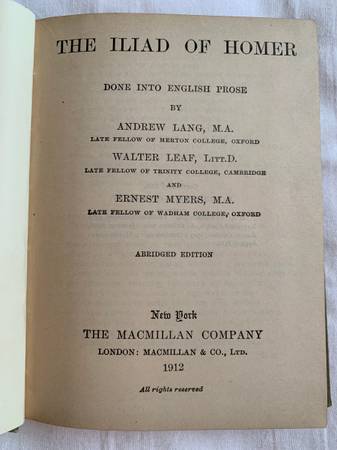 THE ILIAD OF HOMER
DONE INTO ENGLISH PROSE
BY
ANDREW LANG, M.A.
LATE FELLOW OF MERTON COLLEGE, OXFORD
WALTER LEAF, LITT.D.
LATE FELLOW OF TRINITY COLLEGE, CAMBRIDGE
AND
ERNEST MYERS, M.A.
LATE FELLOW OF WADHAM COLLEGE, OXFORD
ABRIDGED EDITION
New York
THE MACMILLAN COMPANY
LONDON: MACMILLAN & CO., LTD.
1912
All rights reserved